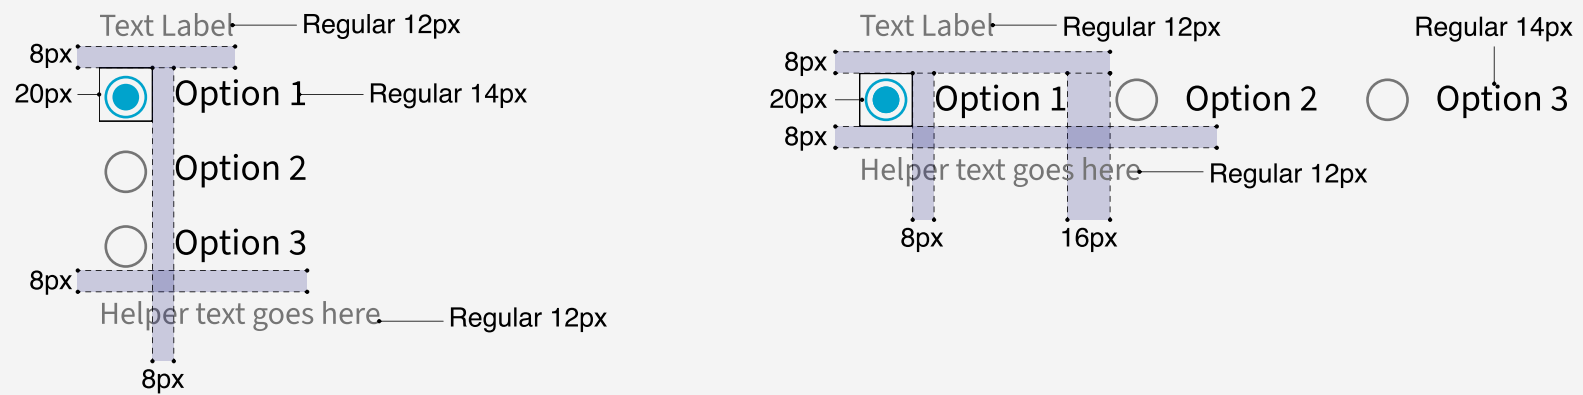 Text Label Regular 12px
8px
20px Option 1 Regular 14px
Option 2
Option 3
8px
Helper text goes here Regular 12px
8px
Text Label Regular 12px Regular 14px
8px
20px Option 1 Option 2 Option 3
8px
Helper text goes here Regular 12px
8px 16px